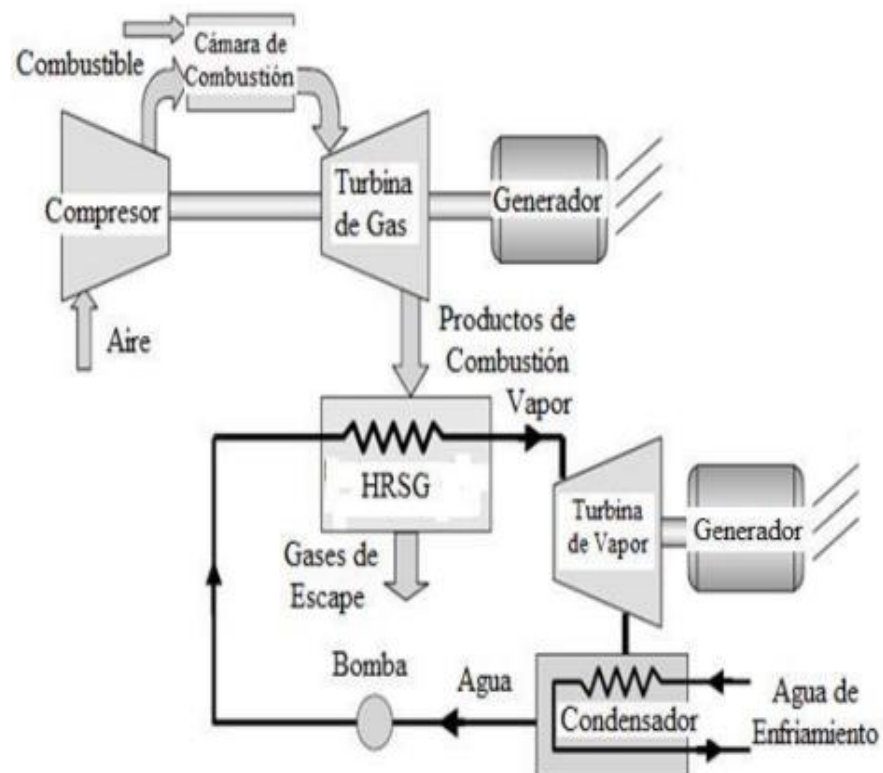 Combustible
Cámara de
Combustión
Compresor
Turbina
de Gas
Generador
Aire
Productos de
Combustión
Vapor
HRSG
Gases de
Escape
Turbina
de Vapor
Generador
Bomba
Agua
Condensador
Agua de
Enfriamiento